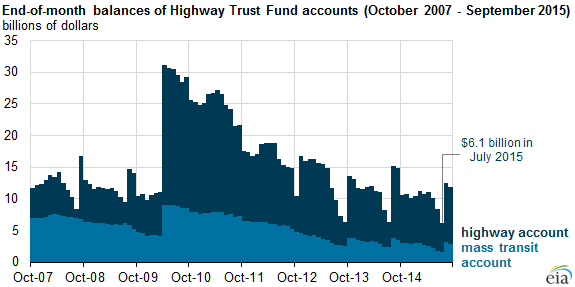 End-of-month balances of Highway Trust Fund accounts (October 2007 - September 2015)
billions of dollars
35
30
25
20
15
10
5
0
$6.1 billion in
July 2015
highway account
mass transit
account
Oct-07
Oct-08
Oct-09
Oct-10
Oct-11
Oct-12
Oct-13
Oct-14
eia